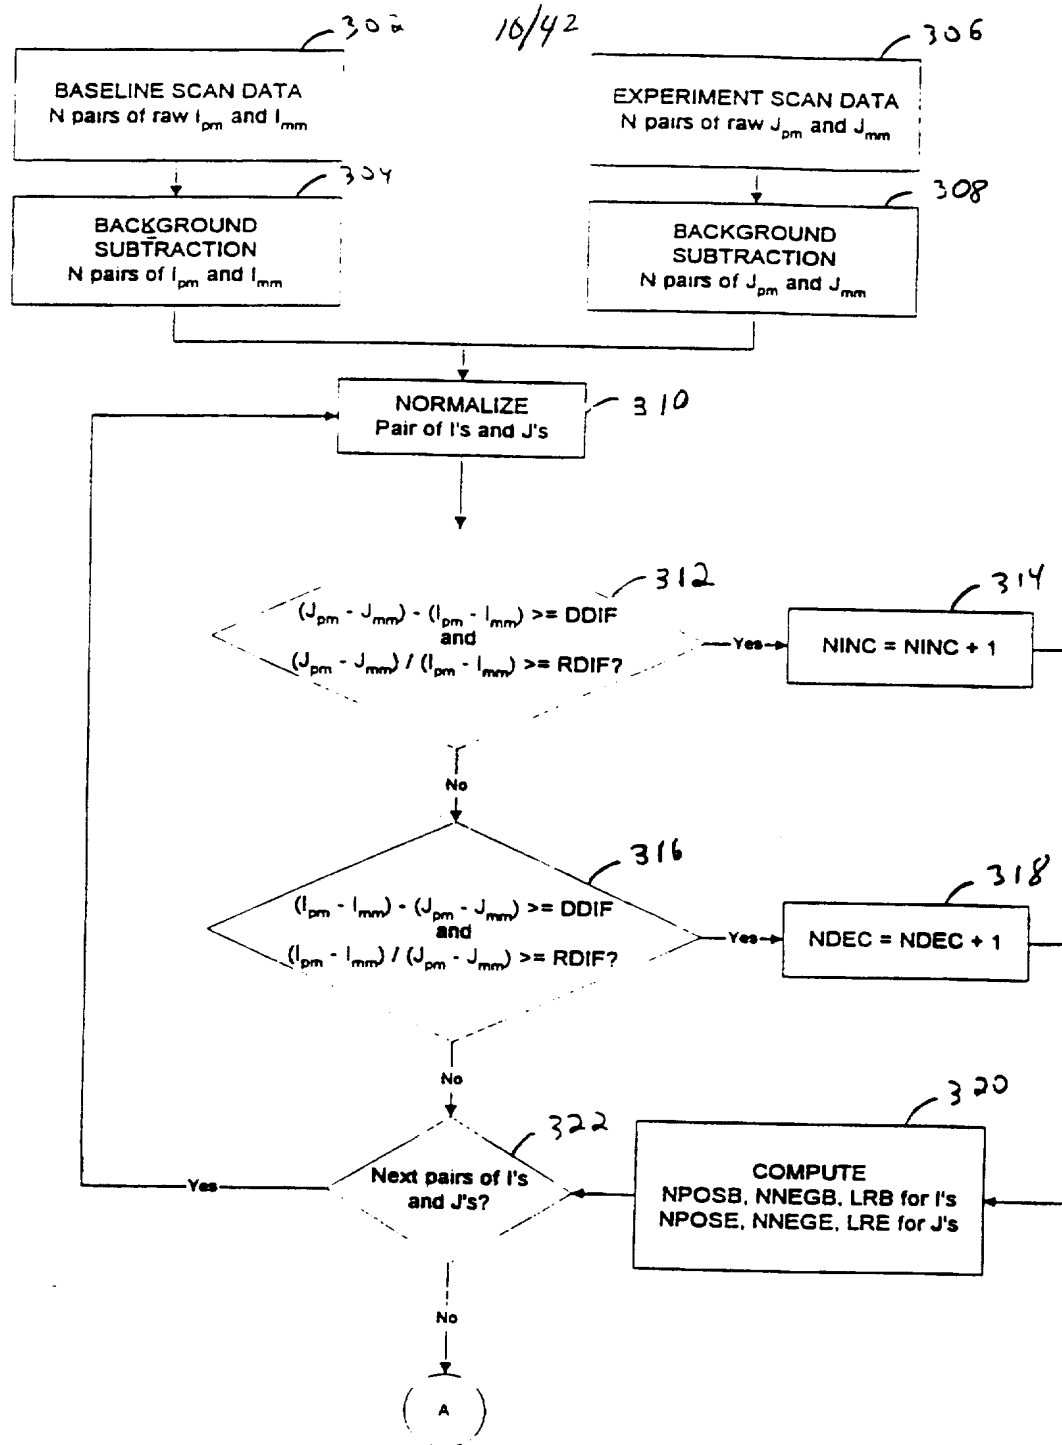 302
10/42
306
BASELINE SCAN DATA
N pairs of raw I_pm and I_mm
EXPERIMENT SCAN DATA
N pairs of raw J_pm and J_mm
304
308
BACKGROUND
SUBTRACTION
N pairs of I_pm and I_mm
BACKGROUND
SUBTRACTION
N pairs of J_pm and J_mm
NORMALIZE
Pair of I's and J's
310
312
(J_pm - J_mm) - (I_pm - I_mm) >= DDIF
and
(J_pm - J_mm) / (I_pm - I_mm) >= RDIF?
Yes
314
NINC = NINC + 1
No
316
(I_pm - I_mm) - (J_pm - J_mm) >= DDIF
and
(I_pm - I_mm) / (J_pm - J_mm) >= RDIF?
Yes
318
NDEC = NDEC + 1
No
322
Next pairs of I's
and J's?
Yes
320
COMPUTE
NPOSB, NNEGB, LRB for I's
NPOSE, NNEGE, LRE for J's
No
A